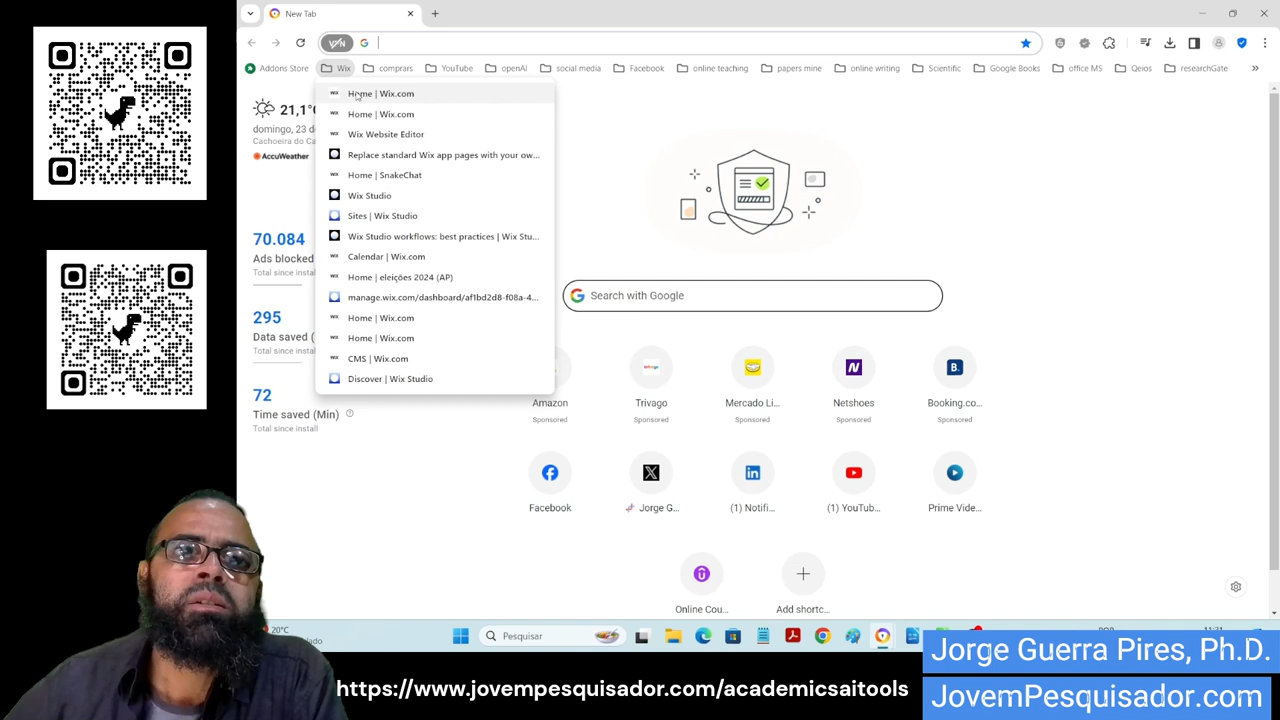 New Tab
VPN
Addons Store
Wix
comprars
YouTube
openAI
social media
Facebook
online teaching
papers mine
online writing
Scientific
Google Books
office MS
Qeios
researchGate
»
21,1°
domingo, 23 d
Cachoeira do Ca
AccuWeather
Home | Wix.com
Home | Wix.com
Wix Website Editor
Replace standard Wix app pages with your ow...
Home | SnakeChat
Wix Studio
Sites | Wix Studio
Wix Studio workflows: best practices | Wix Stu...
Calendar | Wix.com
Home | eleições 2024 (AP)
manage.wix.com/dashboard/af1bd2d8-f08a-4...
Home | Wix.com
Home | Wix.com
CMS | Wix.com
Discover | Wix Studio
70.084
Ads blocked
Total since install
295
Data saved (
Total since inst
72
Time saved (Min)
Total since install
Search with Google
Amazon
Sponsored
Trivago
Sponsored
Mercado Li...
Sponsored
Netshoes
Sponsored
Booking.co...
Sponsored
Facebook
Jorge G...
(1) Notifi...
(1) YouTub...
Prime Vide...
Online Cou...
Add shortc...
20°C
Pesquisar
Jorge Guerra Pires, Ph.D.
https://www.jovempesquisador.com/academicsaitools
JovemPesquisador.com